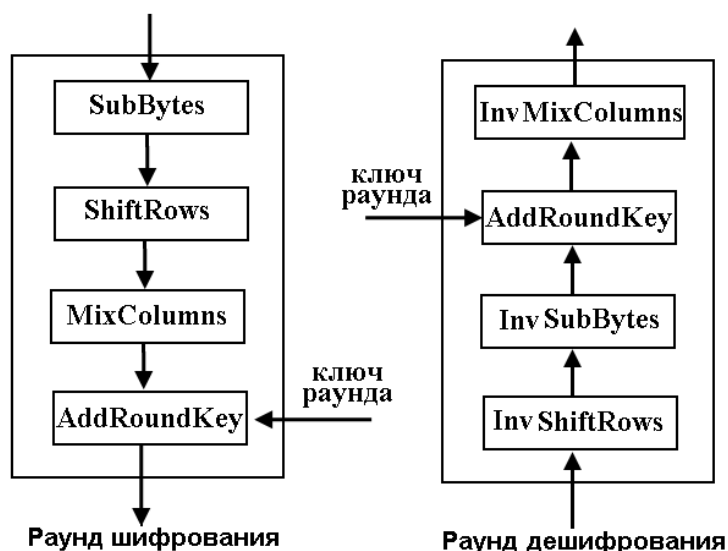 SubBytes
ShiftRows
MixColumns
AddRoundKey
ключ
раунда
Раунд шифрования
InvMixColumns
ключ
раунда
AddRoundKey
InvSubBytes
InvShiftRows
Раунд дешифрования